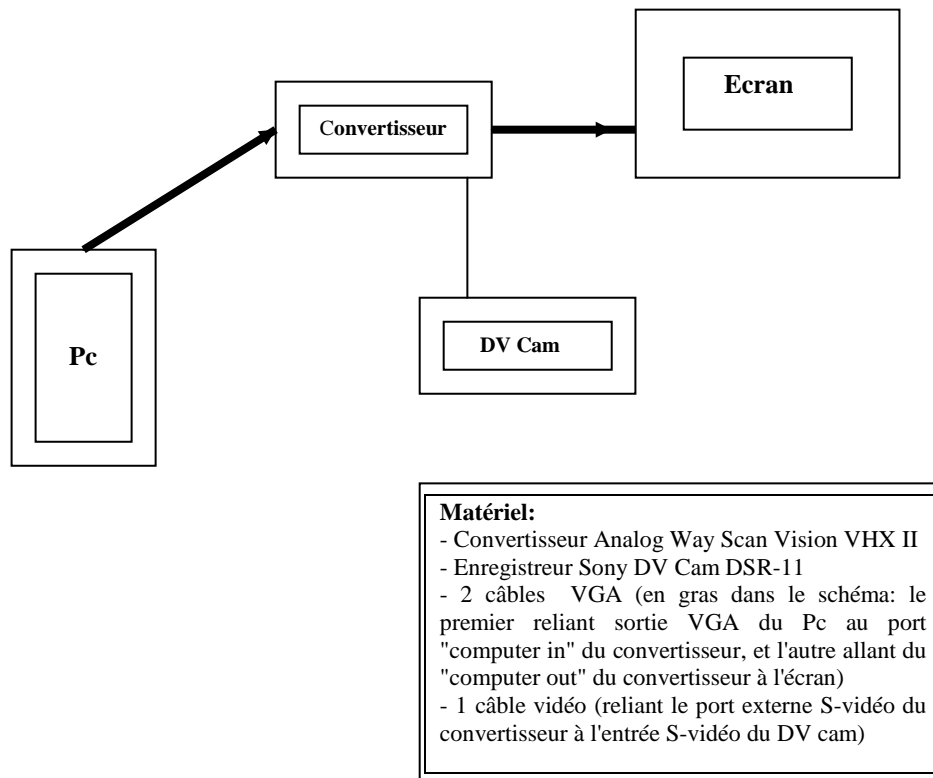 Ecran
Convertisseur
DV Cam
Pc
Matériel:
- Convertisseur Analog Way Scan Vision VHX II
- Enregistreur Sony DV Cam DSR-11
- 2 câbles VGA (en gras dans le schéma: le
premier reliant sortie VGA du Pc au port
"computer in" du convertisseur, et l'autre allant du
"computer out" du convertisseur à l'écran)
- 1 câble vidéo (reliant le port externe S-vidéo du
convertisseur à l'entrée S-vidéo du DV cam)